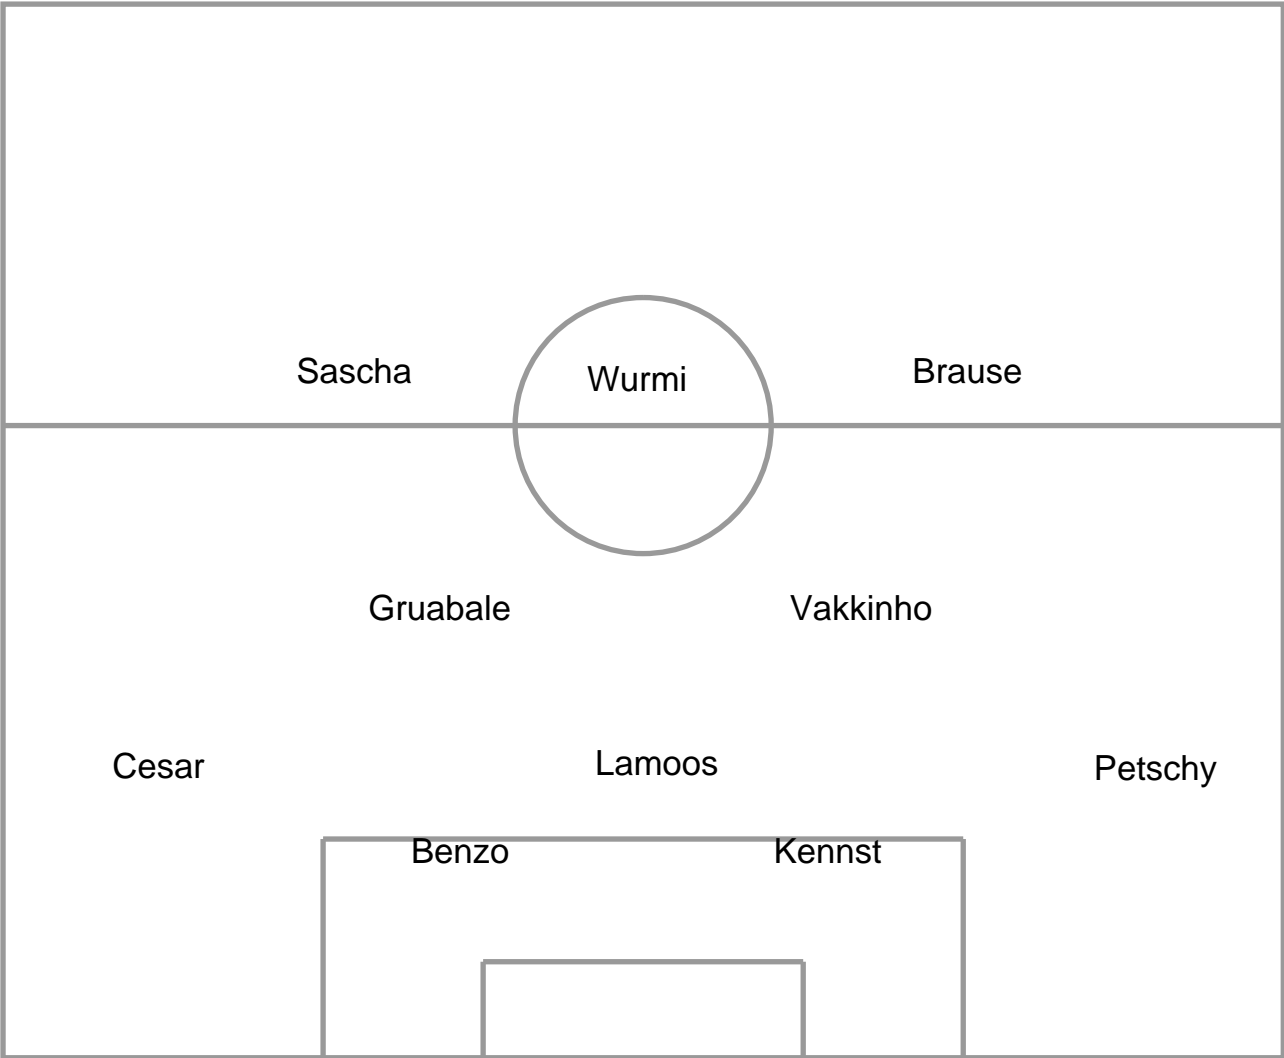 Sascha
Wurmi
Brause
Gruabale
Vakkinho
Cesar
Lamoos
Petschy
Benzo
Kennst